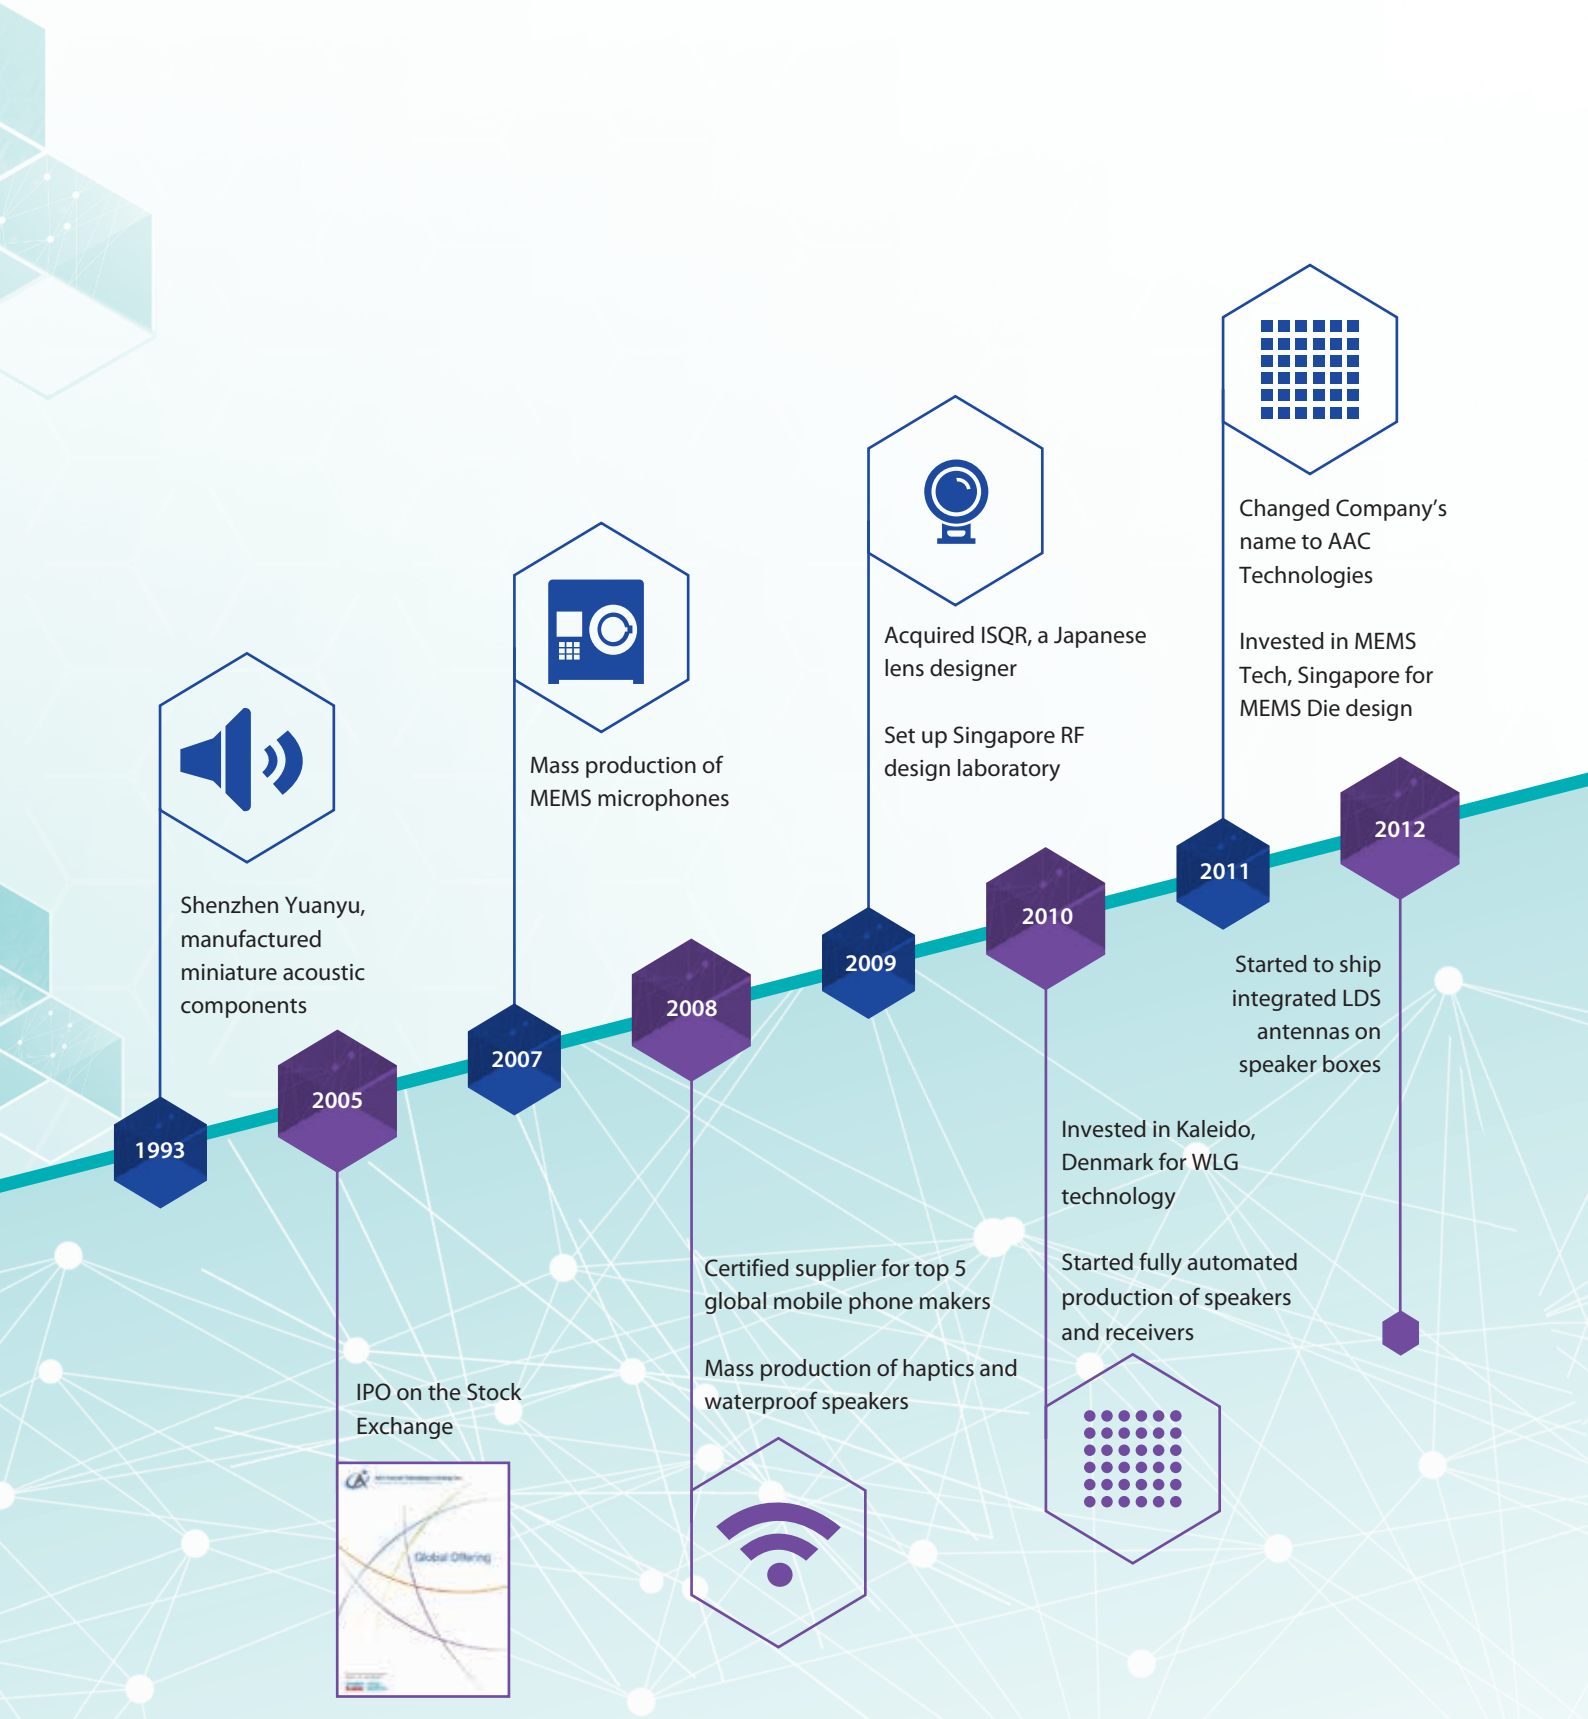 Changed Company’s
name to AAC
Technologies
Invested in MEMS
Tech, Singapore for
MEMS Die design
Acquired ISQR, a Japanese
lens designer
Set up Singapore RF
design laboratory
Mass production of
MEMS microphones
Shenzhen Yuanyu,
manufactured
miniature acoustic
components
1993
2005
2007
2008
2009
2010
2011
2012
Started to ship
integrated LDS
antennas on
speaker boxes
Invested in Kaleido,
Denmark for WLG
technology
Started fully automated
production of speakers
and receivers
Certified supplier for top 5
global mobile phone makers
Mass production of haptics and
waterproof speakers
IPO on the Stock
Exchange
Global Offering